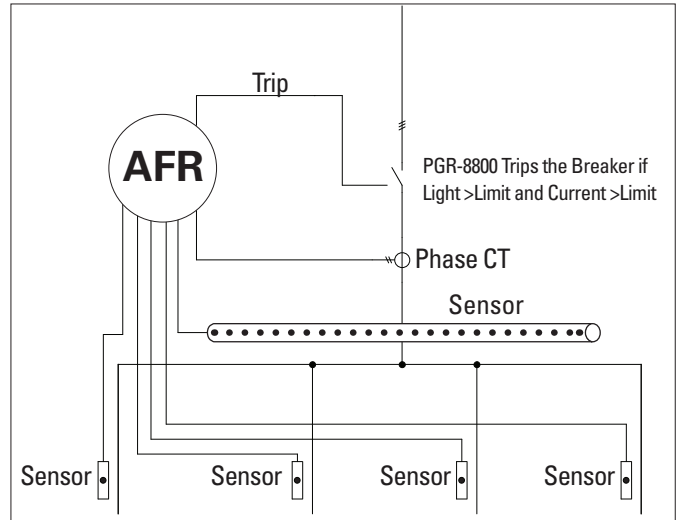 Trip
AFR
PGR-8800 Trips the Breaker if
Light >Limit and Current >Limit
Phase CT
Sensor
Sensor
Sensor
Sensor
Sensor